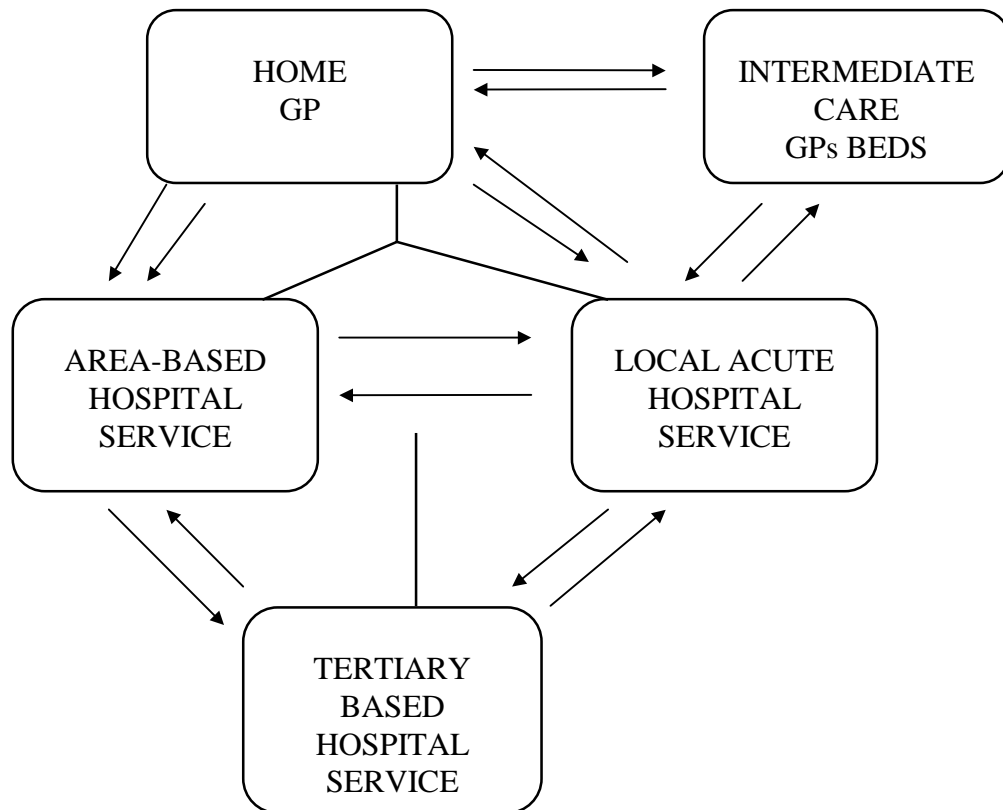 HOME
GP
INTERMEDIATE
CARE
GPs BEDS
AREA-BASED
HOSPITAL
SERVICE
LOCAL ACUTE
HOSPITAL
SERVICE
TERTIARY
BASED
HOSPITAL
SERVICE